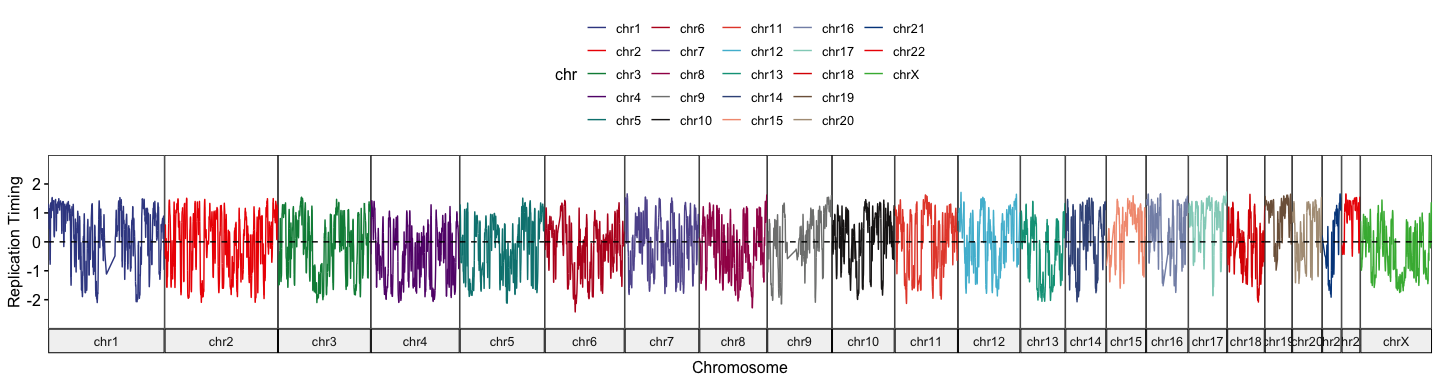 chr1 chr6 chr11 chr16 chr21
chr2 chr7 chr12 chr17 chr22
chr chr3 chr8 chr13 chr18 chrX
chr4 chr9 chr14 chr19
chr5 chr10 chr15 chr20
Replication Timing
2
1
0
-1
-2
chr1 chr2 chr3 chr4 chr5 chr6 chr7 chr8 chr9 chr10 chr11 chr12 chr13 chr14 chr15 chr16 chr17 chr18 chr19 chr20 hr2 hr2 chrX
Chromosome